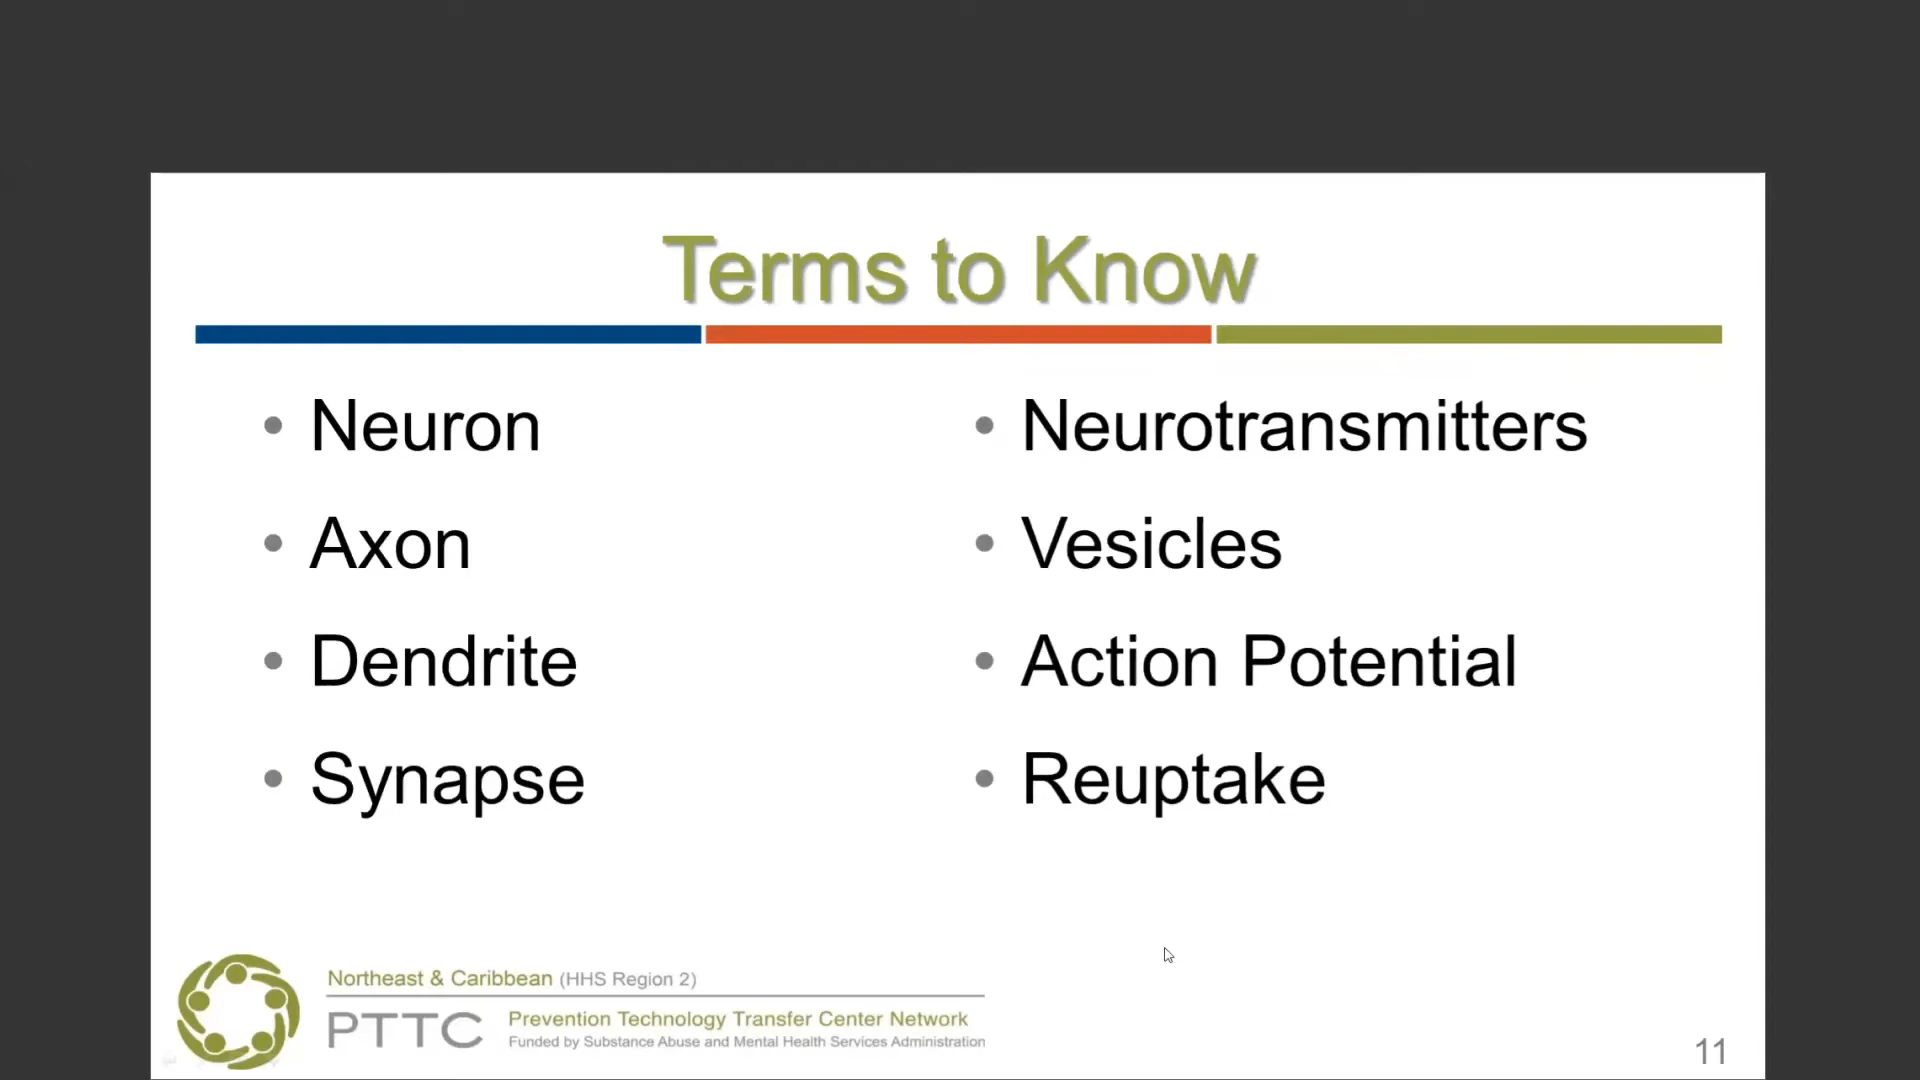 Terms to Know
Neuron
Axon
Dendrite
Synapse
Neurotransmitters
Vesicles
Action Potential
Reuptake
Northeast & Caribbean (HHS Region 2)
PTTC
Prevention Technology Transfer Center Network
Funded by Substance Abuse and Mental Health Services Administration
11